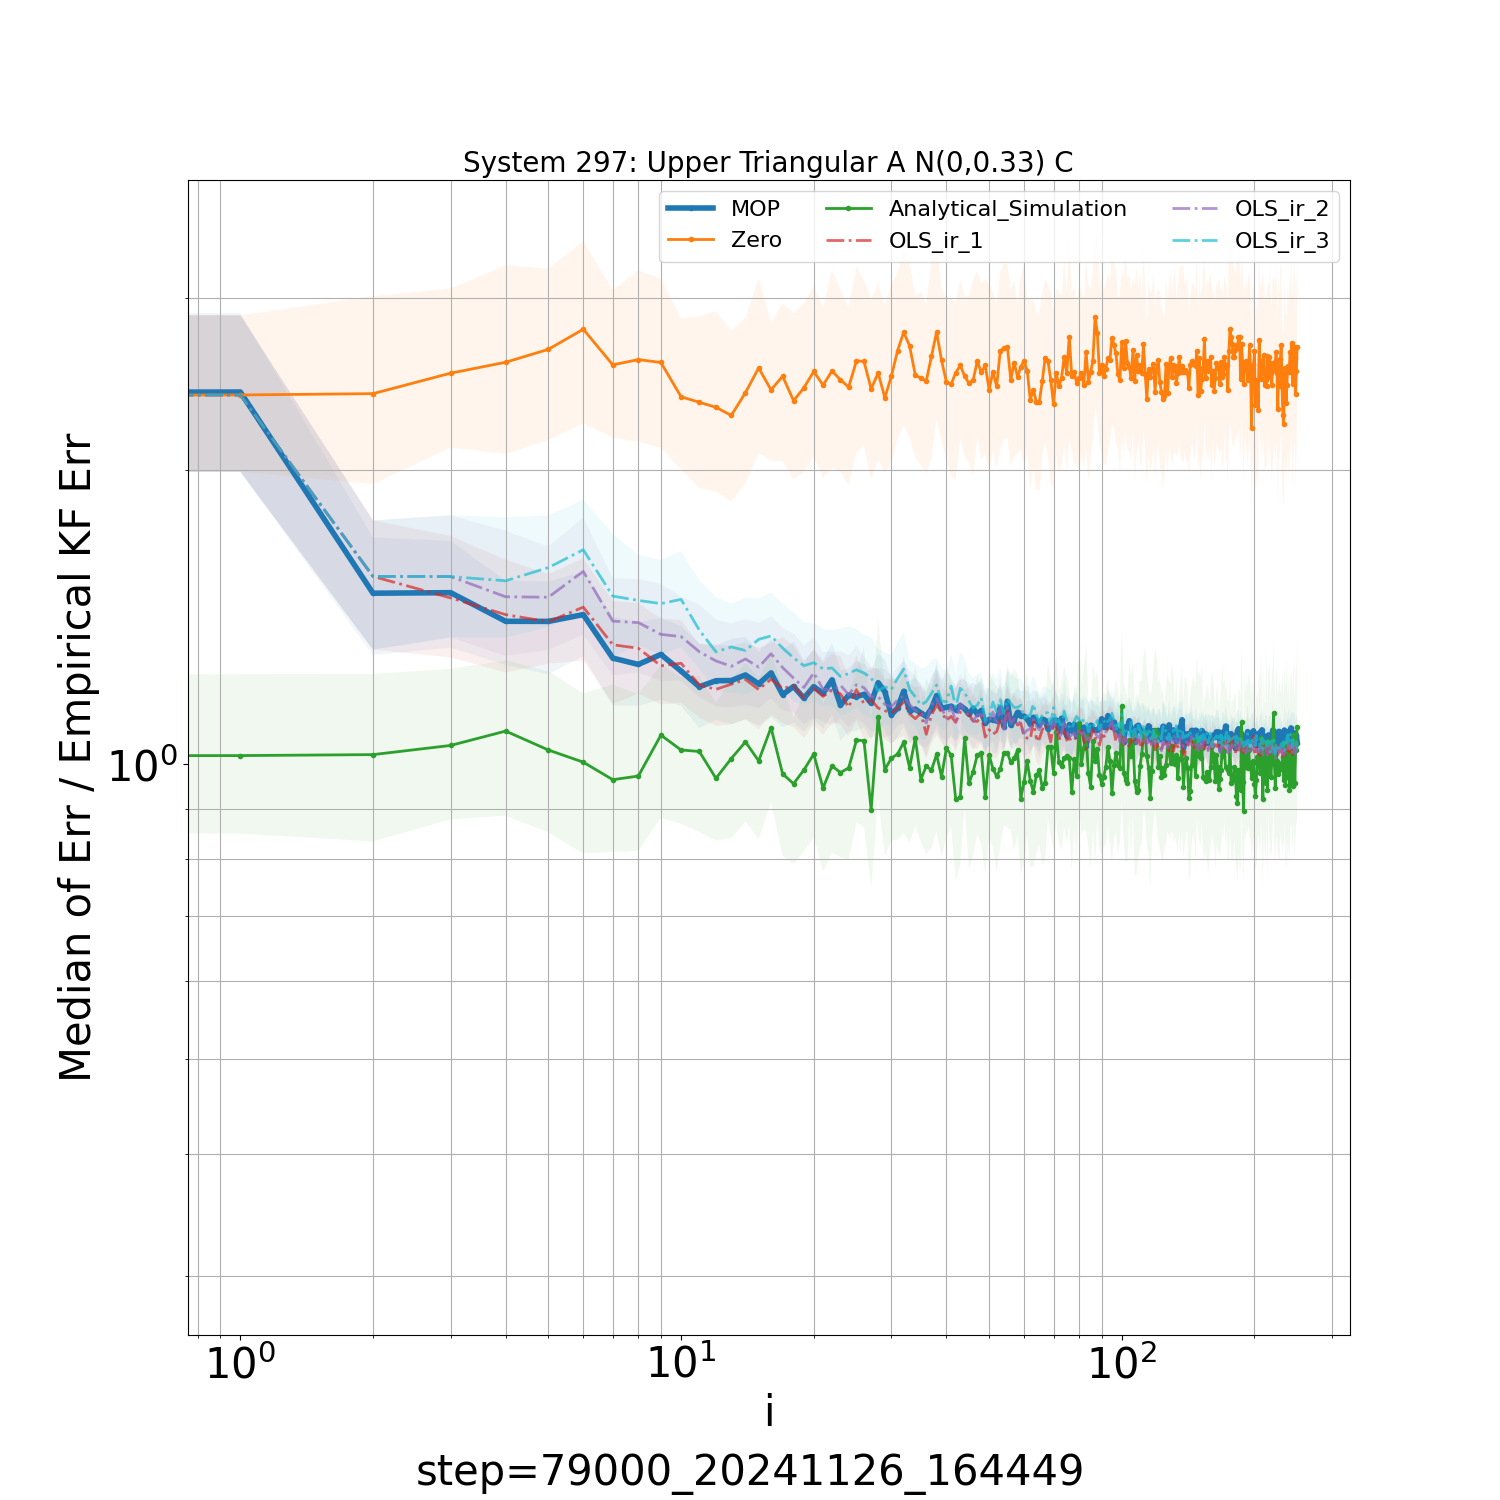 System 297: Upper Triangular A N(0,0.33) C
MOP
Zero
Analytical_Simulation
OLS_ir_1
OLS_ir_2
OLS_ir_3
Median of Err / Empirical KF Err
10⁰
10⁰ 10¹ 10²
i
step=79000_20241126_164449